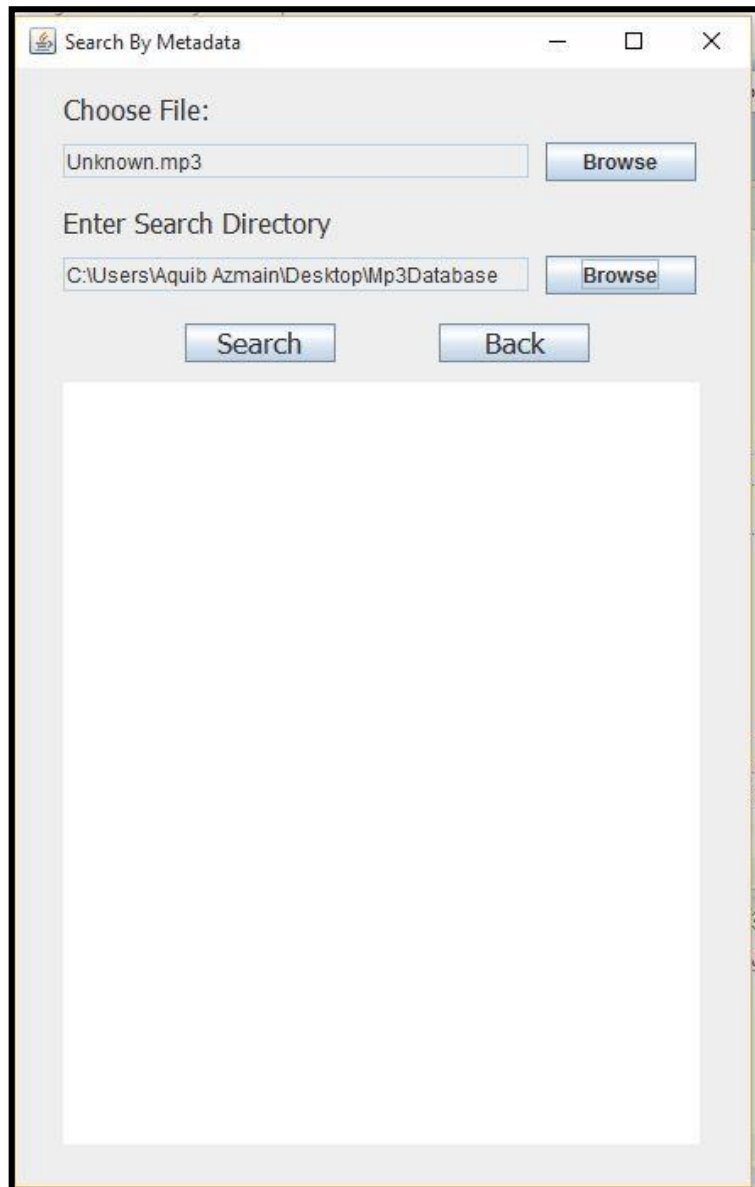 Search By Metadata
Choose File:
Unknown.mp3 Browse
Enter Search Directory
C:\Users\Aquib Azmain\Desktop\Mp3Database Browse
Search Back